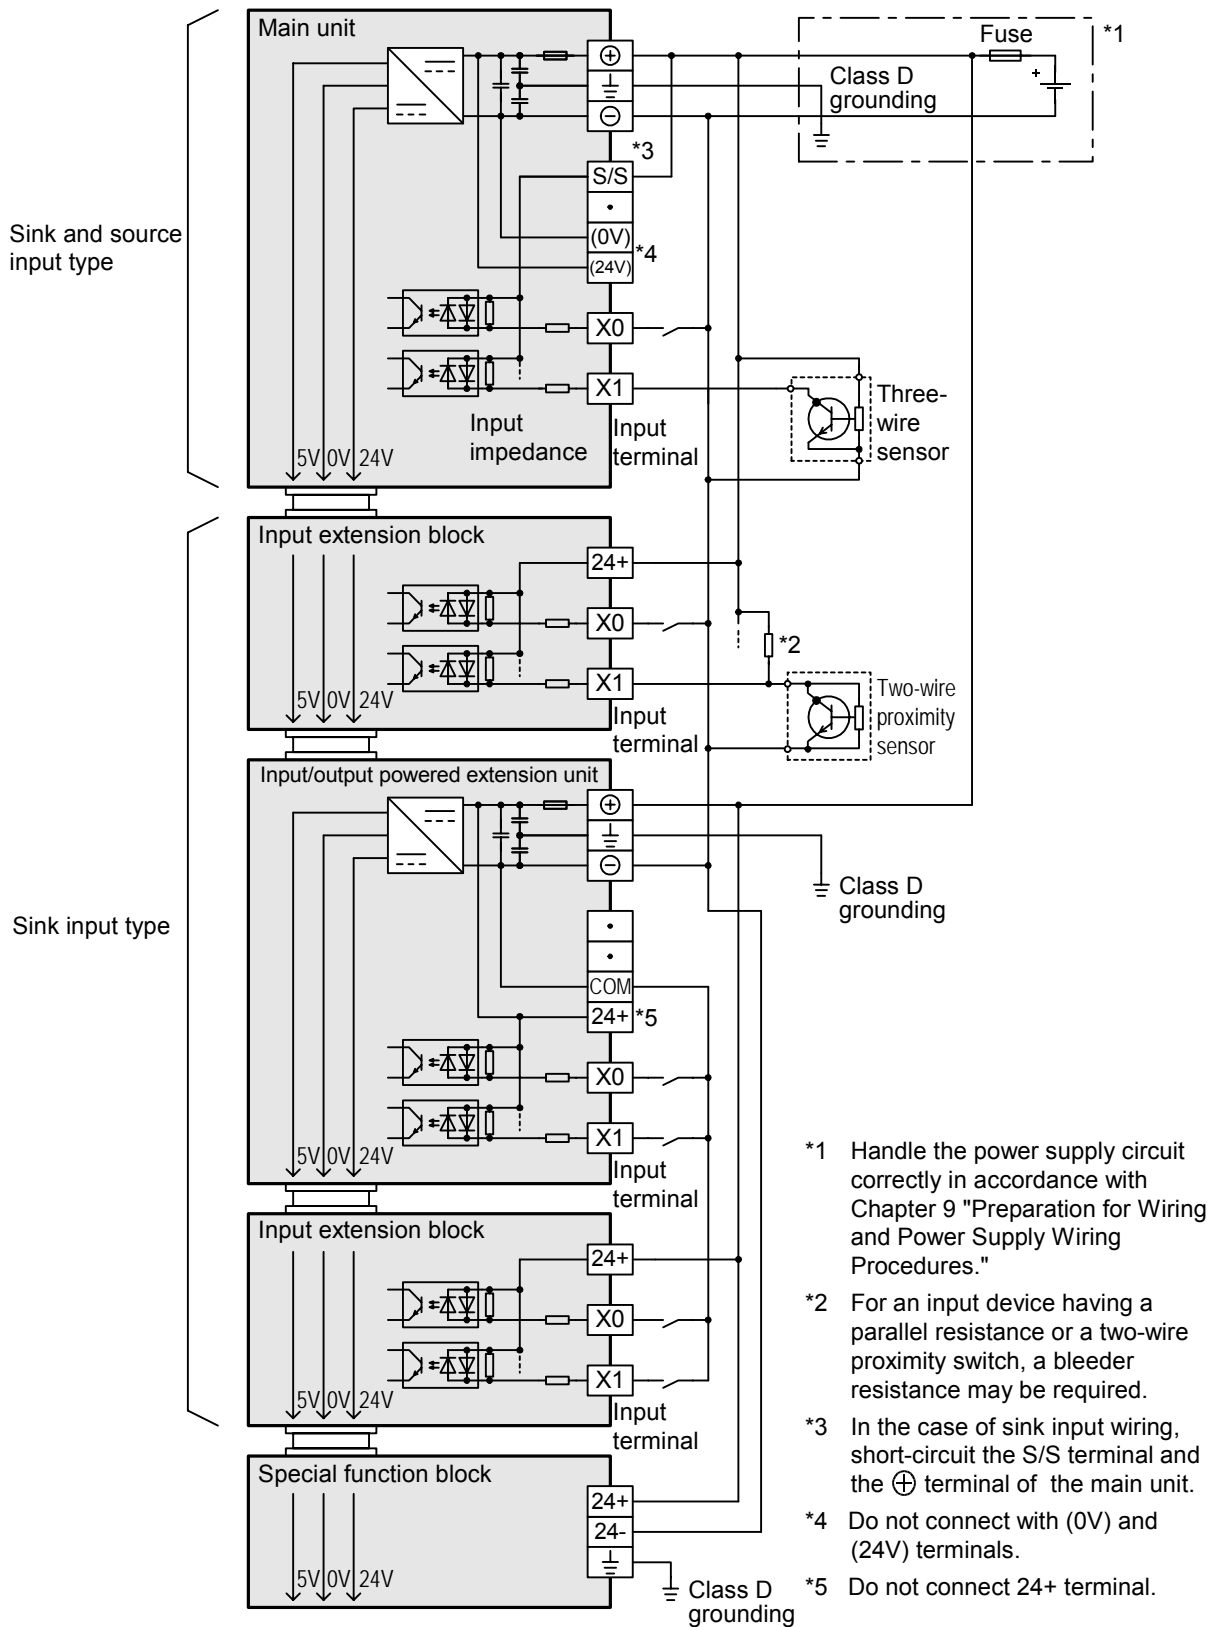 Main unit
Fuse
*1
Class D
grounding
+
*3
S/S
(0V)
*4
(24V)
Sink and source
input type
X0
X1
Three-
wire
sensor
Input
impedance
Input
terminal
5V 0V 24V
Input extension block
24+
X0
*2
X1
Two-wire
proximity
sensor
5V 0V 24V
Input
terminal
Input/output powered extension unit
Class D
grounding
Sink input type
COM
24+
*5
X0
X1
5V 0V 24V
Input
terminal
Input extension block
24+
X0
X1
5V 0V 24V
Input
terminal
Special function block
24+
24-
5V 0V 24V
Class D
grounding
*1 Handle the power supply circuit
correctly in accordance with
Chapter 9 "Preparation for Wiring
and Power Supply Wiring
Procedures."
*2 For an input device having a
parallel resistance or a two-wire
proximity switch, a bleeder
resistance may be required.
*3 In the case of sink input wiring,
short-circuit the S/S terminal and
the ⊕ terminal of the main unit.
*4 Do not connect with (0V) and
(24V) terminals.
*5 Do not connect 24+ terminal.